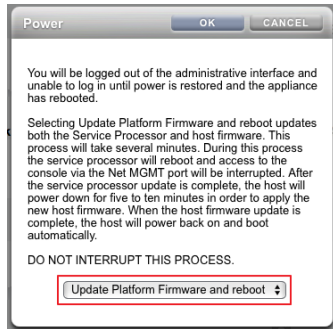 Power OK CANCEL
You will be logged out of the administrative interface and
unable to log in until power is restored and the appliance
has rebooted.
Selecting Update Platform Firmware and reboot updates
both the Service Processor and host firmware. This
process will take several minutes. During this process
the service processor will reboot and access to the
console via the Net MGMT port will be interrupted. After
the service processor update is complete, the host will
power down for five to ten minutes in order to apply the
new host firmware. When the host firmware update is
complete, the host will power back on and boot
automatically.
DO NOT INTERRUPT THIS PROCESS.
Update Platform Firmware and reboot